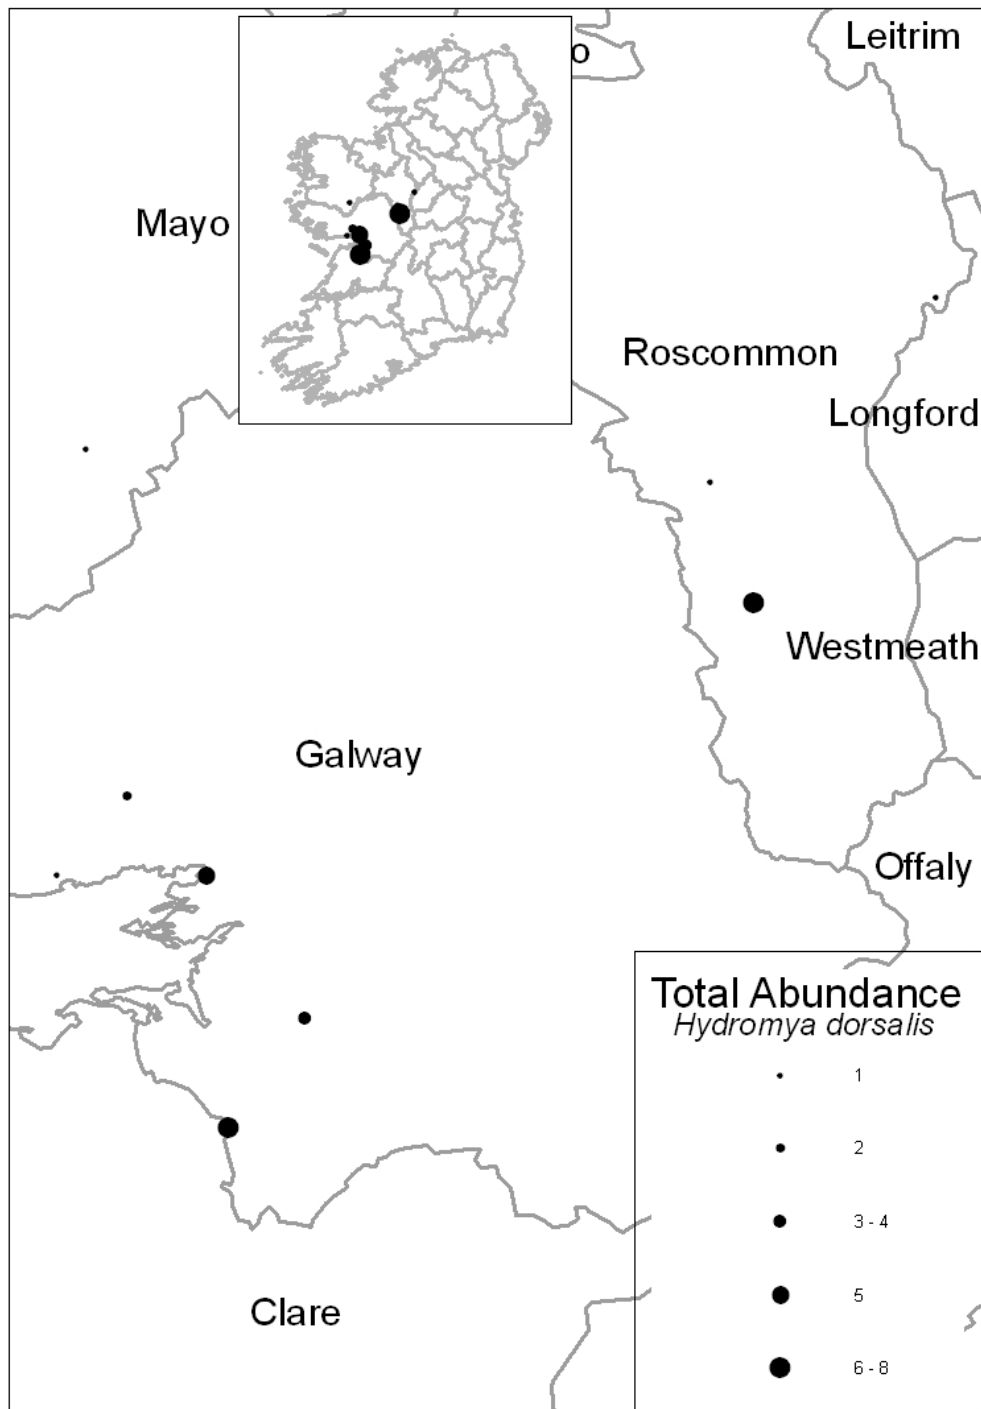 Leitrim
o
Mayo
Roscommon
Longford
Westmeath
Galway
Offaly
Total Abundance
Hydromya dorsalis
1
2
3 - 4
5
6 - 8
Clare